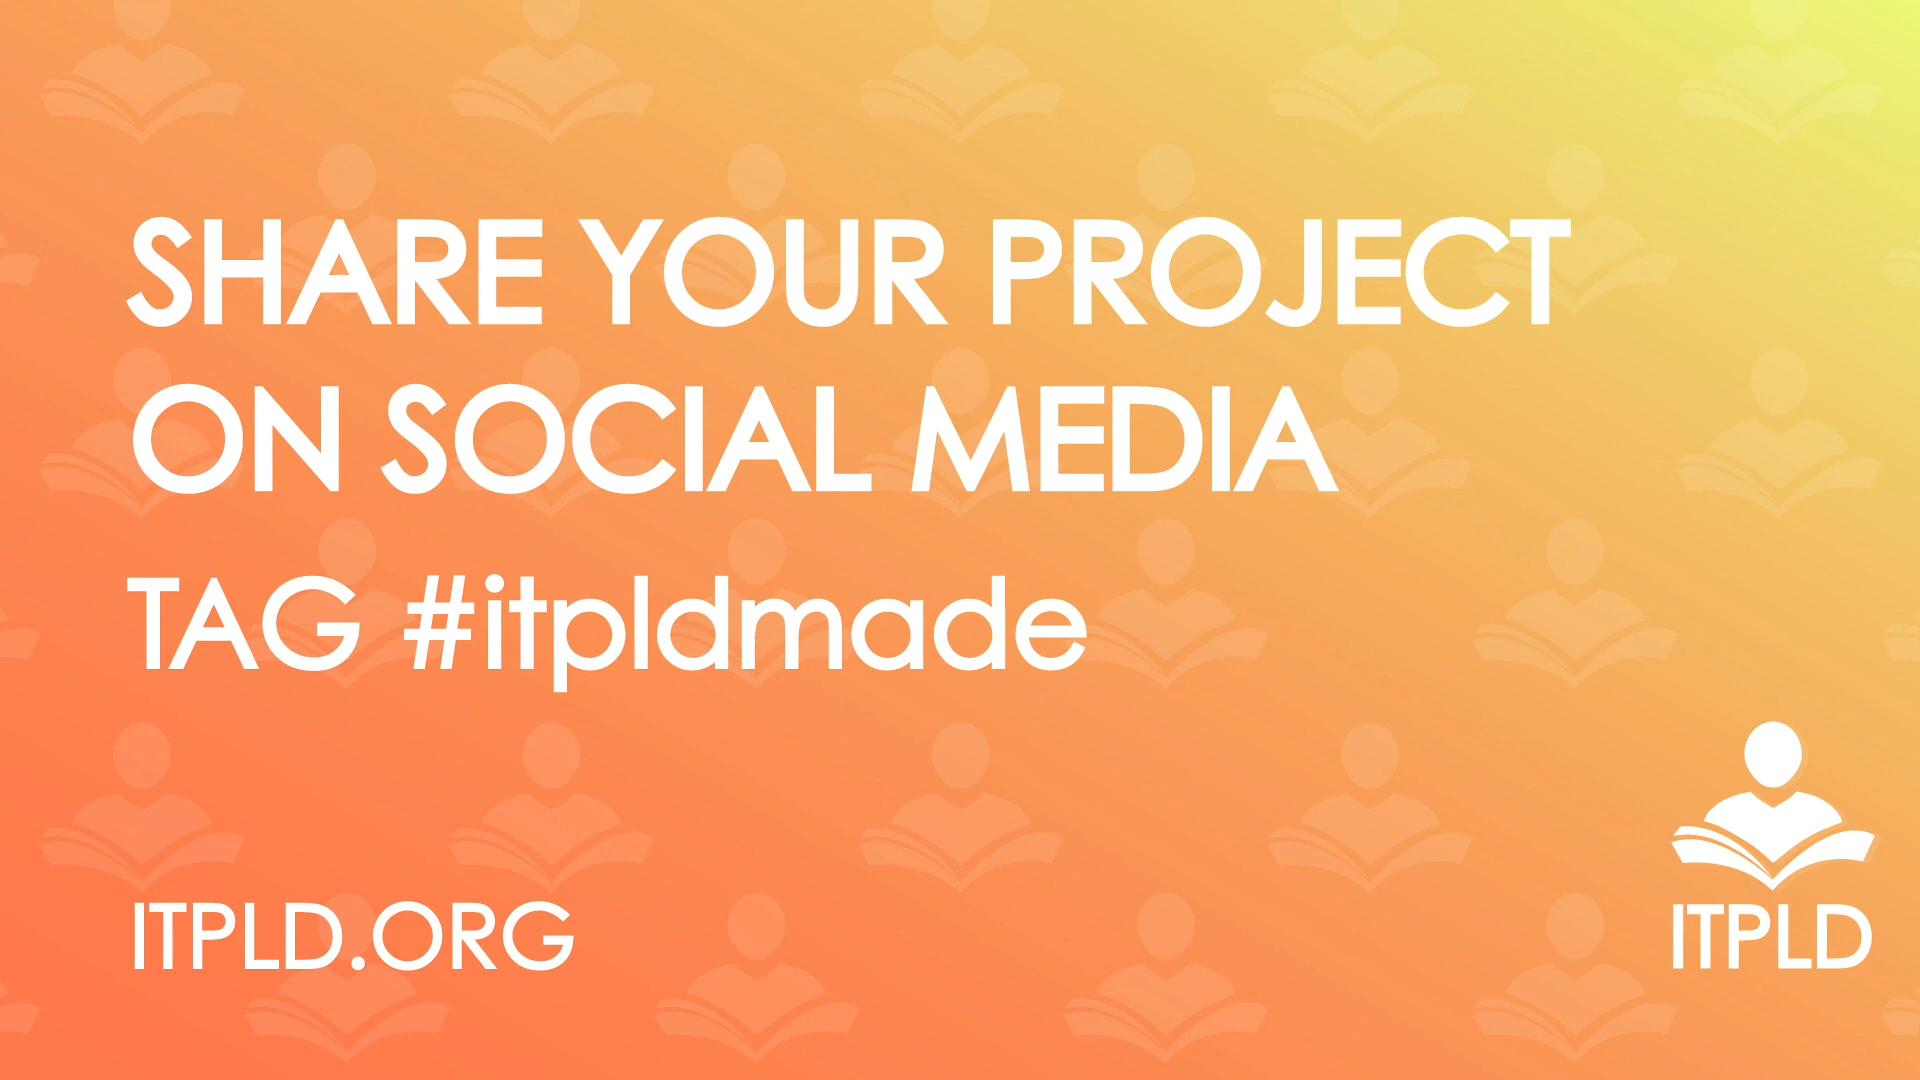 SHARE YOUR PROJECT
ON SOCIAL MEDIA
TAG #itpldmade
ITPLD.ORG
ITPLD